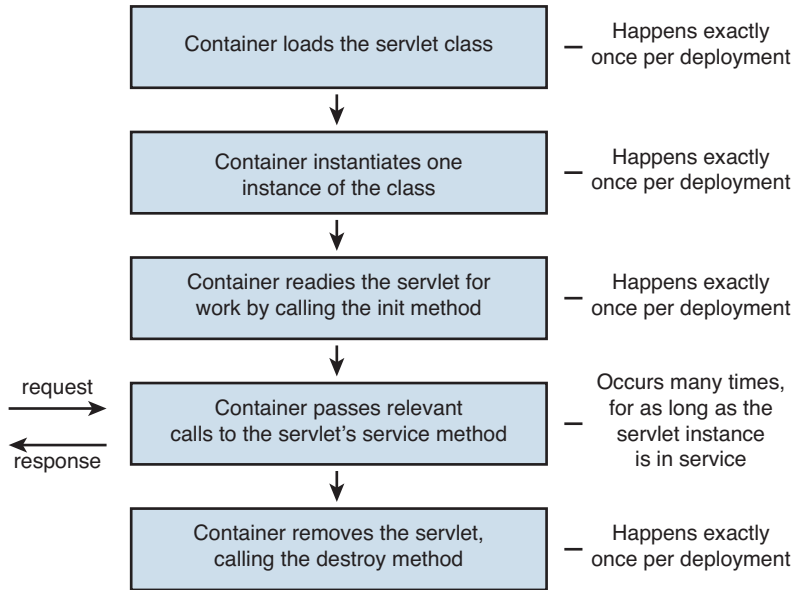 Container loads the servlet class
Happens exactly
once per deployment
Container instantiates one
instance of the class
Happens exactly
once per deployment
Container readies the servlet for
work by calling the init method
Happens exactly
once per deployment
request
response
Container passes relevant
calls to the servlet's service method
Occurs many times,
for as long as the
servlet instance
is in service
Container removes the servlet,
calling the destroy method
Happens exactly
once per deployment